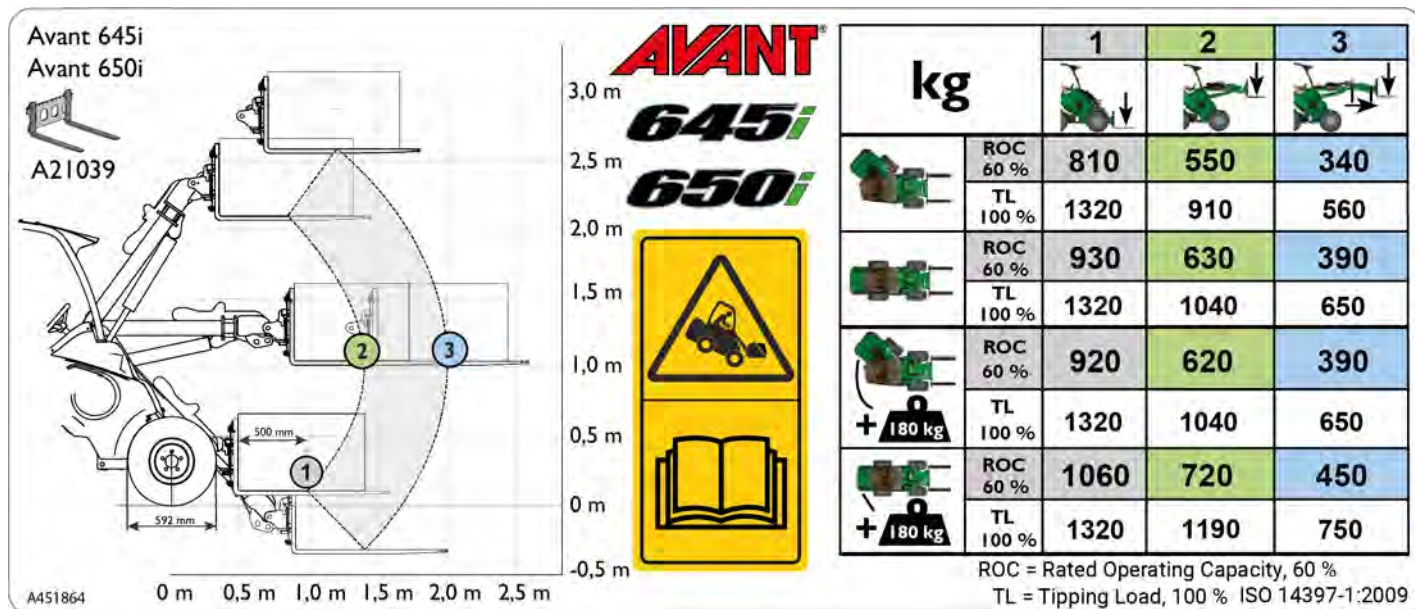 Avant 645i
Avant 650i
A21039
3,0 m
2,5 m
2,0 m
1,5 m
1,0 m
0,5 m
0 m
-0,5 m
2
3
500 mm
1
592 mm
A451864
0 m 0,5 m 1,0 m 1,5 m 2,0 m 2,5 m
AVANT®
645i
650i
kg
1 2 3
ROC 60 % 810 550 340
TL 100 % 1320 910 560
ROC 60 % 930 630 390
TL 100 % 1320 1040 650
ROC 60 % 920 620 390
+ 180 kg
TL 100 % 1320 1040 650
ROC 60 % 1060 720 450
+ 180 kg
TL 100 % 1320 1190 750
ROC = Rated Operating Capacity, 60 %
TL = Tipping Load, 100 % ISO 14397-1:2009